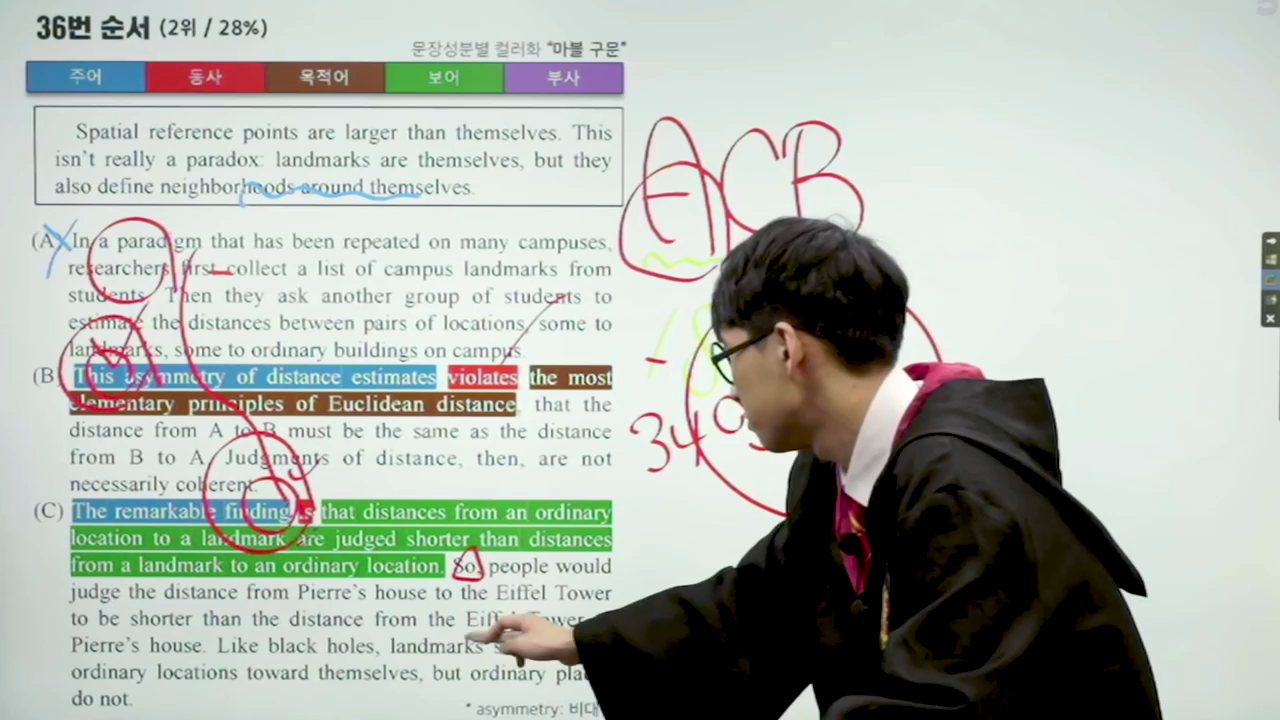 36번 순서 (2위 / 28%)
문장성분별 컬러화 "마블 구문"
주어 동사 목적어 보어 부사
Spatial reference points are larger than themselves. This
isn't really a paradox: landmarks are themselves, but they
also define neighborhoods around themselves.
(A) In a paradigm that has been repeated on many campuses,
researchers first collect a list of campus landmarks from
students. Then they ask another group of students to
estimate the distances between pairs of locations, some to
landmarks, some to ordinary buildings on campus.
(B) This asymmetry of distance estimates violates the most
elementary principles of Euclidean distance, that the
distance from A to B must be the same as the distance
from B to A. Judgments of distance, then, are not
necessarily coherent.
(C) The remarkable finding is that distances from an ordinary
location to a landmark are judged shorter than distances
from a landmark to an ordinary location. So, people would
judge the distance from Pierre's house to the Eiffel Tower
to be shorter than the distance from the Eiffel Tower
Pierre's house. Like black holes, landmarks
ordinary locations toward themselves, but ordinary
do not.
* asymmetry: 비대
ACB
34